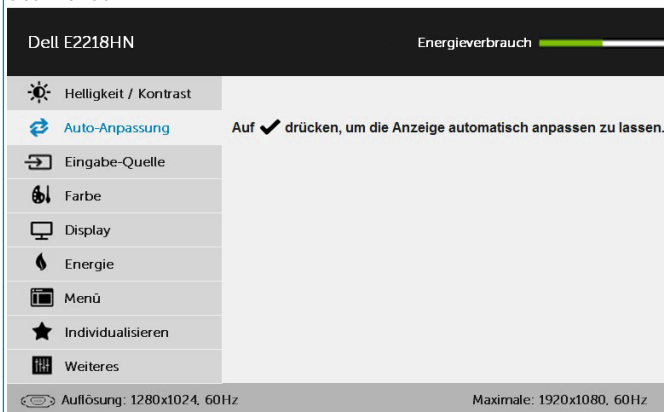 Dell E2218HN
Energieverbrauch
Helligkeit / Kontrast
Auto-Anpassung
Auf ✔ drücken, um die Anzeige automatisch anpassen zu lassen.
Eingabe-Quelle
Farbe
Display
Energie
Menü
Individualisieren
Weiteres
Auflösung: 1280x1024, 60Hz
Maximale: 1920x1080, 60Hz